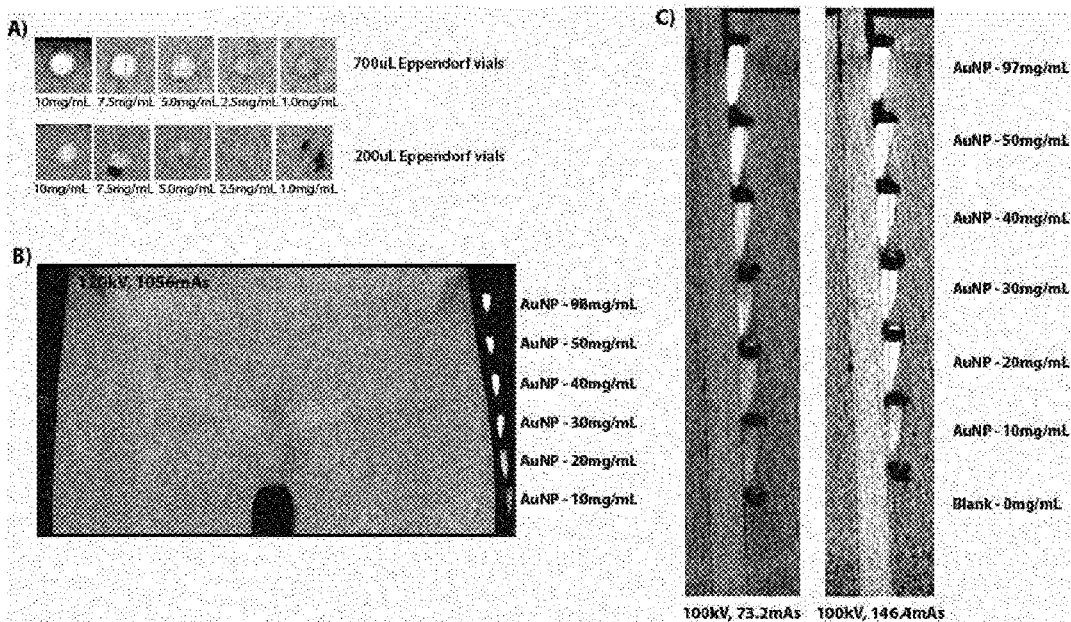 A)
10mg/mL 7.5mg/mL 5.0mg/mL 2.5mg/mL 1.0mg/mL
700uL Eppendorf vials
10mg/mL 7.5mg/mL 5.0mg/mL 2.5mg/mL 1.0mg/mL
200uL Eppendorf vials
B)
120kV, 1056mAs
AuNP - 98mg/mL
AuNP - 50mg/mL
AuNP - 40mg/mL
AuNP - 30mg/mL
AuNP - 20mg/mL
AuNP - 10mg/mL
C)
AuNP - 97mg/mL
AuNP - 50mg/mL
AuNP - 40mg/mL
AuNP - 30mg/mL
AuNP - 20mg/mL
AuNP - 10mg/mL
Blank - 0mg/mL
100kV, 73.2mAs
100kV, 146.4mAs